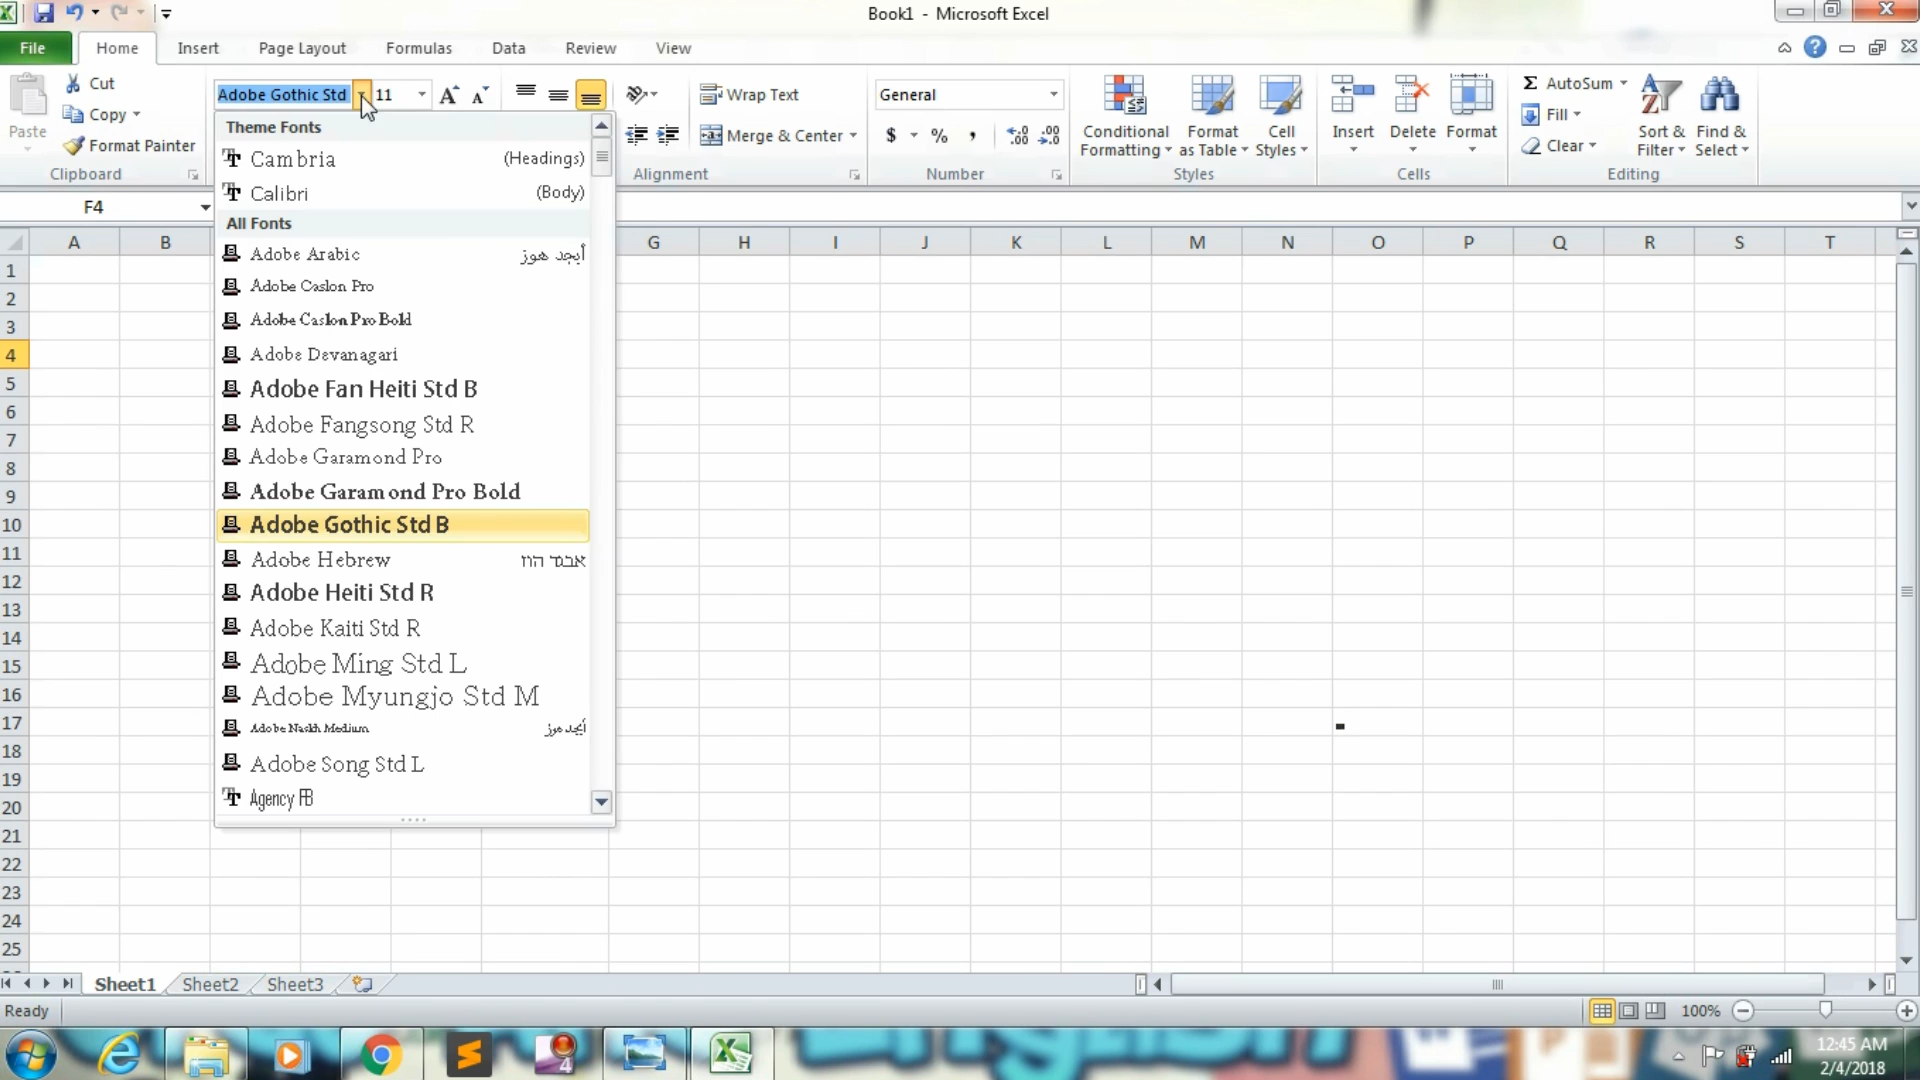 Book1 - Microsoft Excel
File Home Insert Page Layout Formulas Data Review View
Paste
Cut
Copy
Format Painter
Clipboard
Adobe Gothic Std 11
Wrap Text
Merge & Center
Alignment
General
$ % ,
Number
Conditional Formatting
Format as Table
Cell Styles
Styles
Insert Delete Format
Cells
Σ AutoSum
Fill
Clear
Sort & Filter
Find & Select
Editing
F4
Theme Fonts
Cambria (Headings)
Calibri (Body)
All Fonts
Adobe Arabic أيجد هوز
Adobe Caslon Pro
Adobe Caslon Pro Bold
Adobe Devanagari
Adobe Fan Heiti Std B
Adobe Fangsong Std R
Adobe Garamond Pro
Adobe Garamond Pro Bold
Adobe Gothic Std B
Adobe Hebrew אבגד הוז
Adobe Heiti Std R
Adobe Kaiti Std R
Adobe Ming Std L
Adobe Myungjo Std M
Adobe Naskh Medium أيجد هوز
Adobe Song Std L
Agency FB
A B G H I J K L M N O P Q R S T
1
2
3
4
5
6
7
8
9
10
11
12
13
14
15
16
17
18
19
20
21
22
23
24
25
Sheet1 Sheet2 Sheet3
Ready 100%
12:45 AM
2/4/2018